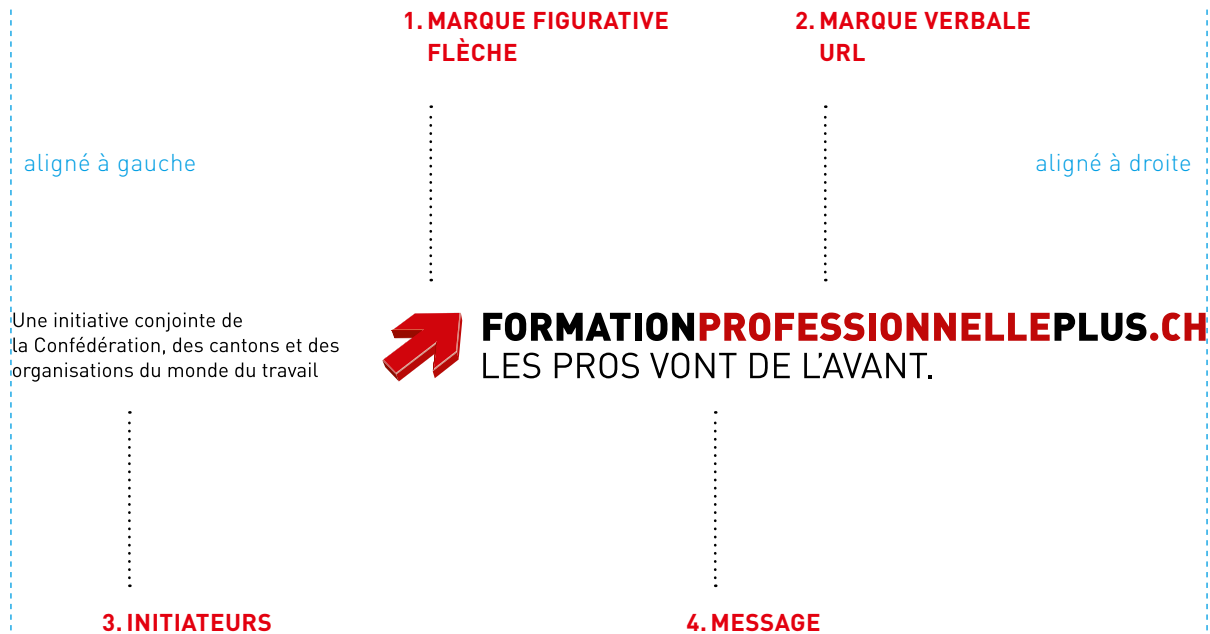 1. MARQUE FIGURATIVE
FLÈCHE
2. MARQUE VERBALE
URL
aligné à gauche
aligné à droite
Une initiative conjointe de
la Confédération, des cantons et des
organisations du monde du travail
FORMATIONPROFESSIONNELLEPLUS.CH
LES PROS VONT DE L'AVANT.
3. INITIATEURS
4. MESSAGE